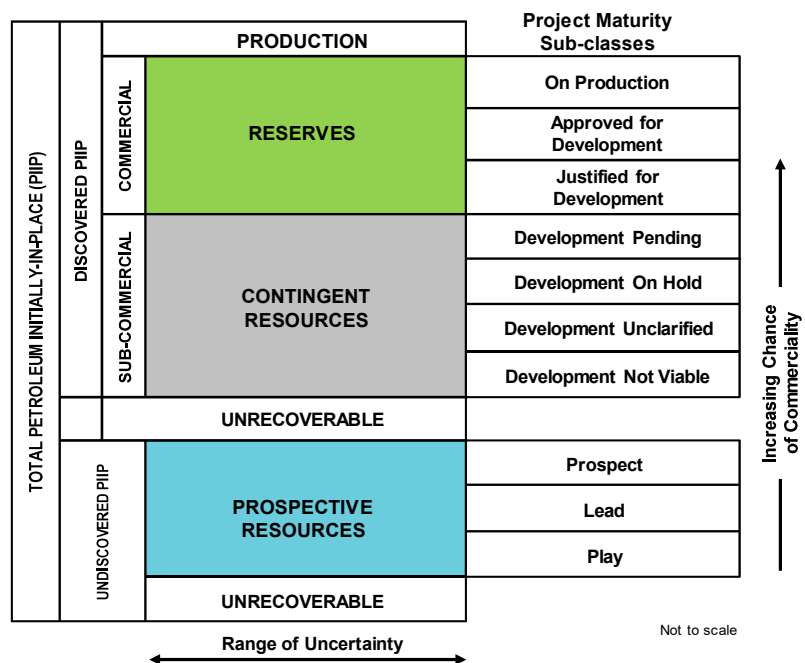 TOTAL PETROLEUM INITIALLY-IN-PLACE (PIIP)
DISCOVERED PIIP
UNDISCOVERED PIIP
COMMERCIAL
SUB-COMMERCIAL
PRODUCTION
RESERVES
CONTINGENT
RESOURCES
UNRECOVERABLE
PROSPECTIVE
RESOURCES
UNRECOVERABLE
Project Maturity
Sub-classes
On Production
Approved for
Development
Justified for
Development
Development Pending
Development On Hold
Development Unclarified
Development Not Viable
Prospect
Lead
Play
Increasing Chance
of Commerciality
Range of Uncertainty
Not to scale